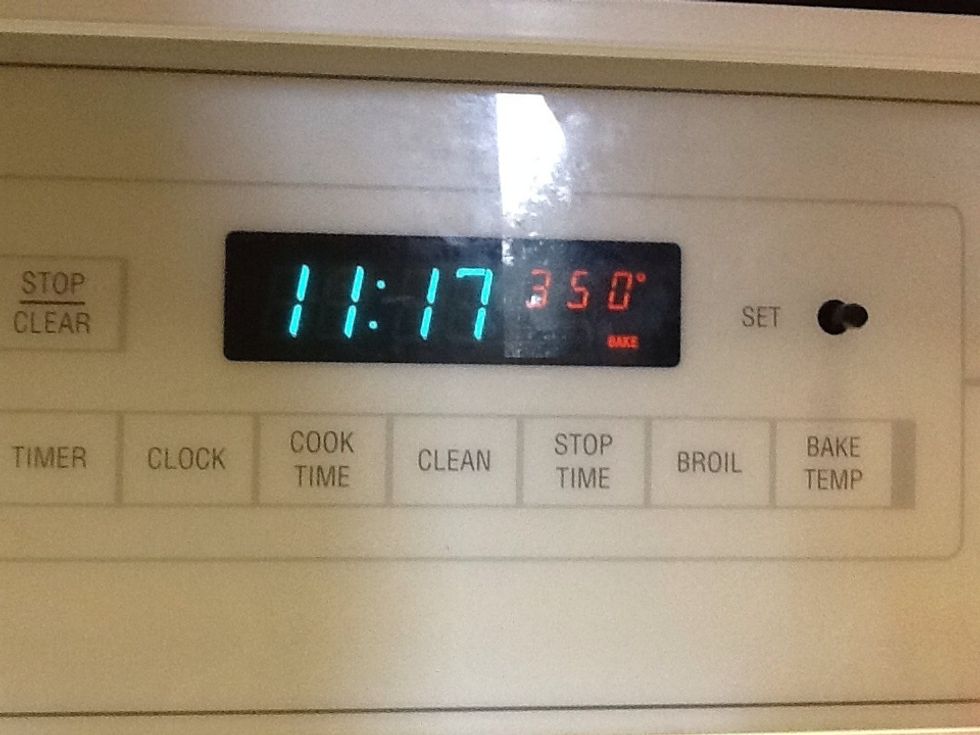 STOP
CLEAR
11:17
350°
BAKE
SET
TIMER
CLOCK
COOK
TIME
CLEAN
STOP
TIME
BROIL
BAKE
TEMP